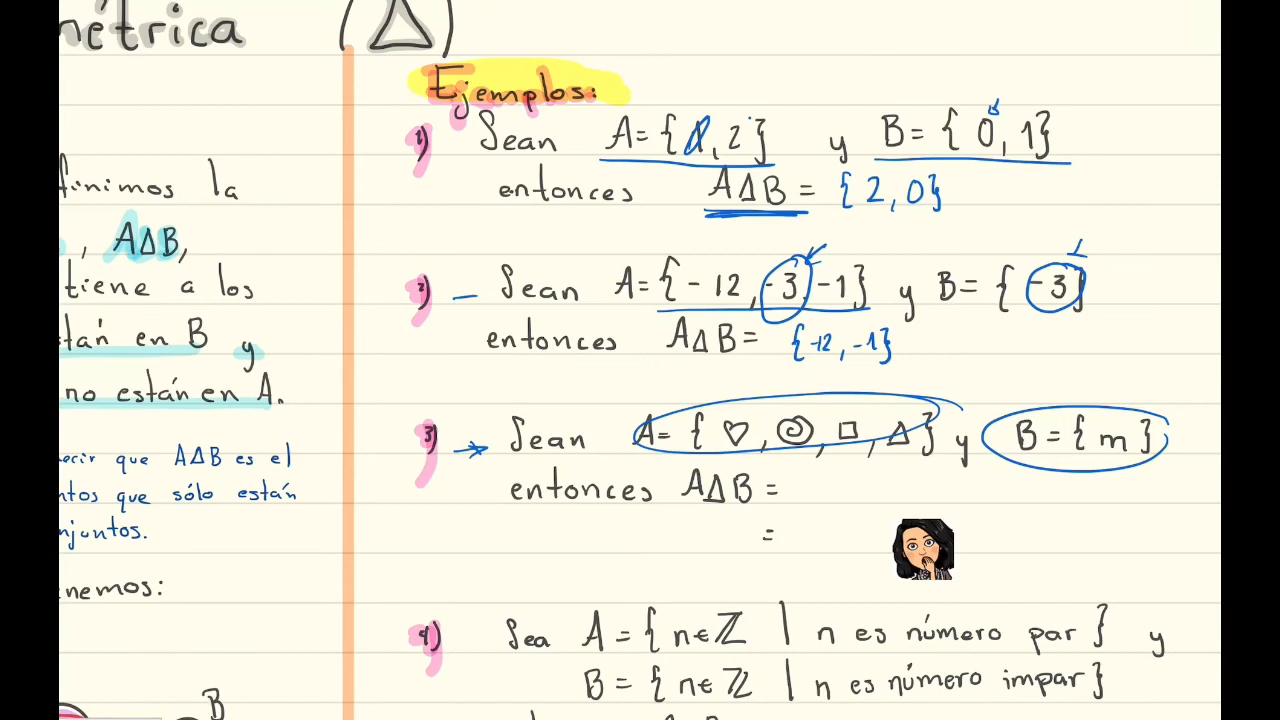 métrica (Δ)
finimos la
, AΔB,
tiene a los
tán en B y
no están en A.
ecir que AΔB es el
ntos que sólo están
njuntos.
enemos:
B
Ejemplos:
1) Sean A = {1, 2} y B = {0, 1}
entonces AΔB = {2, 0}
2) – Sean A = {-12, -3, -1} y B = {-3}
entonces AΔB = {-12, -1}
3) → Sean A = {♡, 🌀, □, △} y B = {m}
entonces AΔB =
=
4) Sea A = {n∈ℤ | n es número par} y
B = {n∈ℤ | n es número impar}